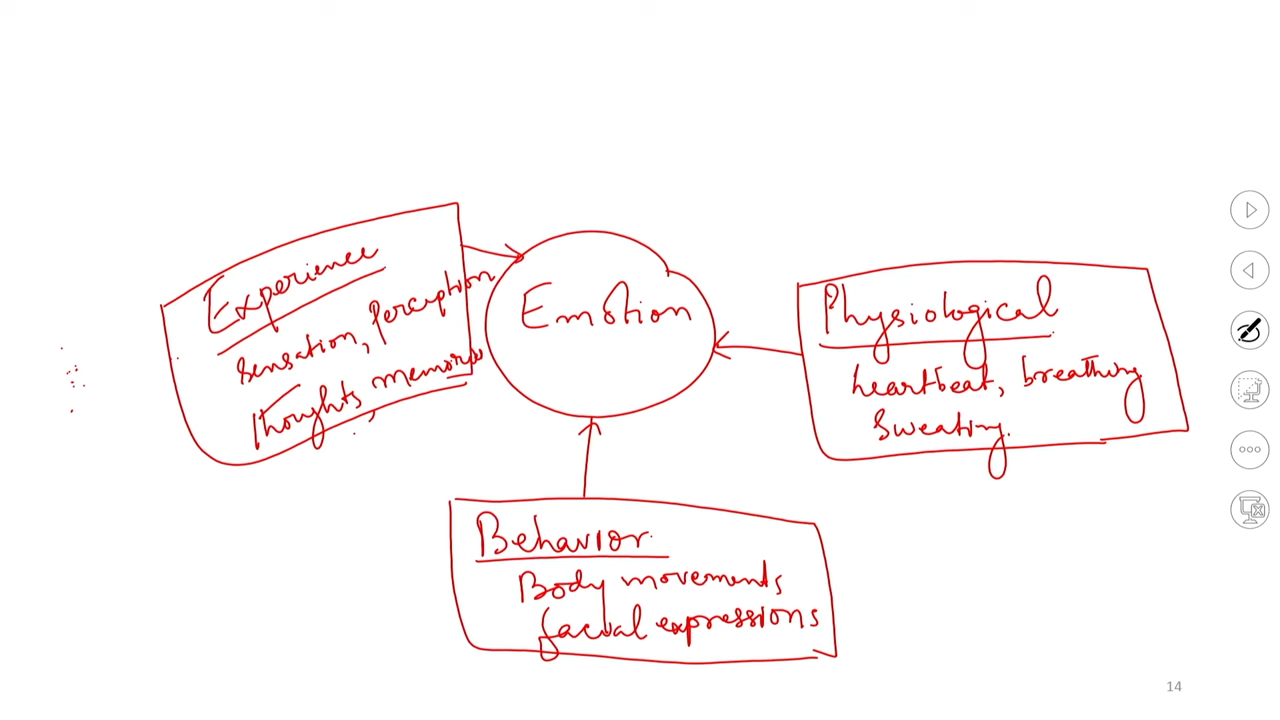 Experience
Sensation, Perception
Thoughts, memories
Emotion
Physiological
heartbeat, breathing
Sweating.
Behavior.
Body movements
facial expressions
14